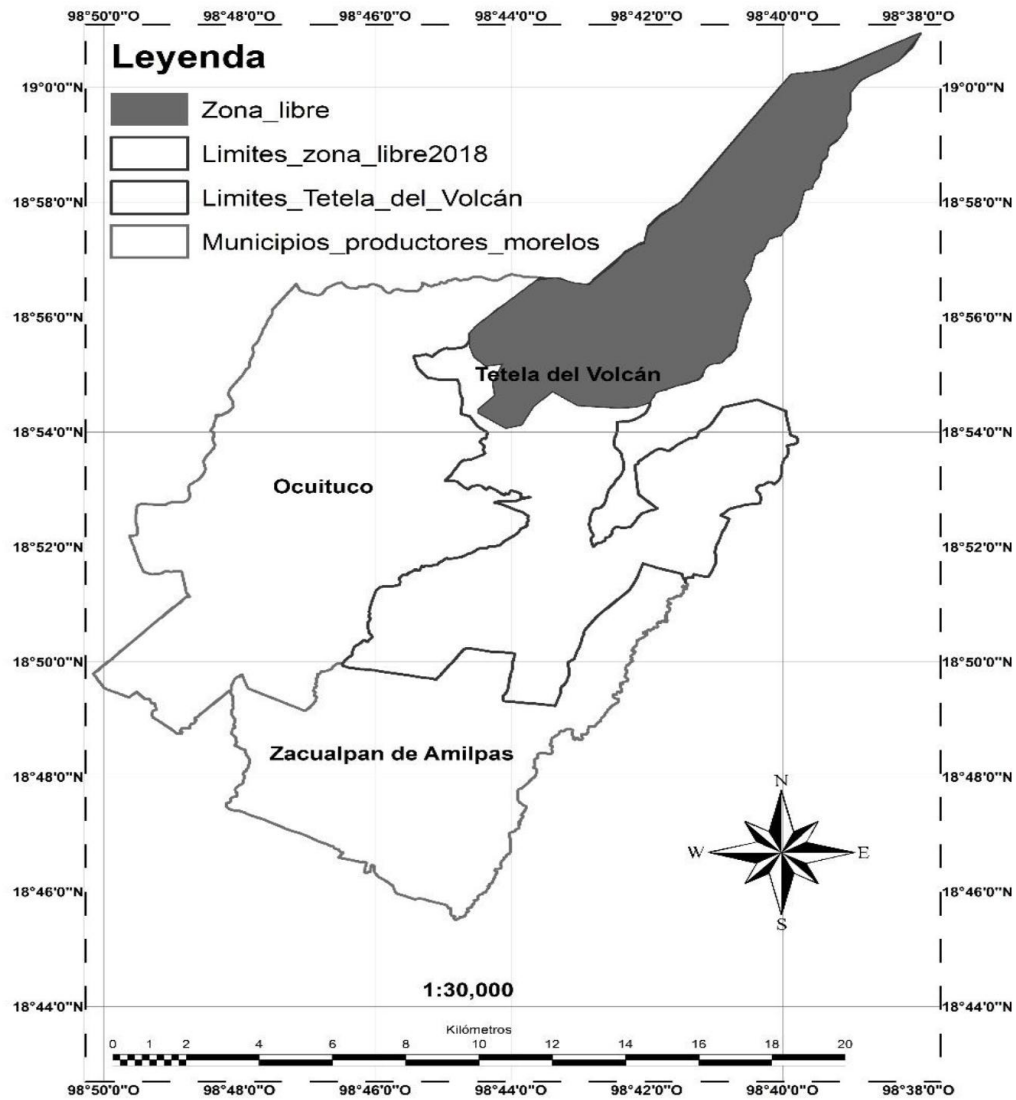 98°50'0"O 98°48'0"O 98°46'0"O 98°44'0"O 98°42'0"O 98°40'0"O 98°38'0"O
Leyenda
19°0'0"N 19°0'0"N
Zona_libre
Limites_zona_libre2018
18°58'0"N 18°58'0"N
Limites_Tetela_del_Volcán
Municipios_productores_morelos
18°56'0"N 18°56'0"N
Tetela del Volcán
18°54'0"N 18°54'0"N
Ocuituco
18°52'0"N 18°52'0"N
18°50'0"N 18°50'0"N
Zacualpan de Amilpas
18°48'0"N 18°48'0"N
N
W E
S
18°46'0"N 18°46'0"N
1:30,000
18°44'0"N 18°44'0"N
Kilómetros
0 1 2 4 6 8 10 12 14 16 18 20
98°50'0"O 98°48'0"O 98°46'0"O 98°44'0"O 98°42'0"O 98°40'0"O 98°38'0"O